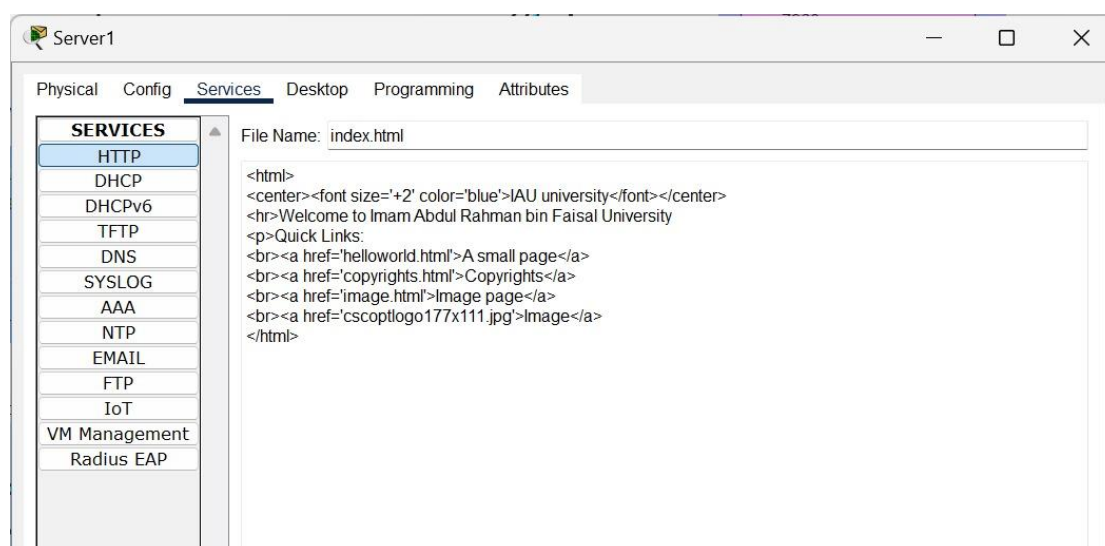 Server1
Physical Config Services Desktop Programming Attributes
SERVICES
HTTP
DHCP
DHCPv6
TFTP
DNS
SYSLOG
AAA
NTP
EMAIL
FTP
IoT
VM Management
Radius EAP
File Name: index.html
<html>
<center><font size='+2' color='blue'>IAU university</font></center>
<hr>Welcome to Imam Abdul Rahman bin Faisal University
<p>Quick Links:
<br><a href='helloworld.html'>A small page</a>
<br><a href='copyrights.html'>Copyrights</a>
<br><a href='image.html'>Image page</a>
<br><a href='cscoptlogo177x111.jpg'>Image</a>
</html>